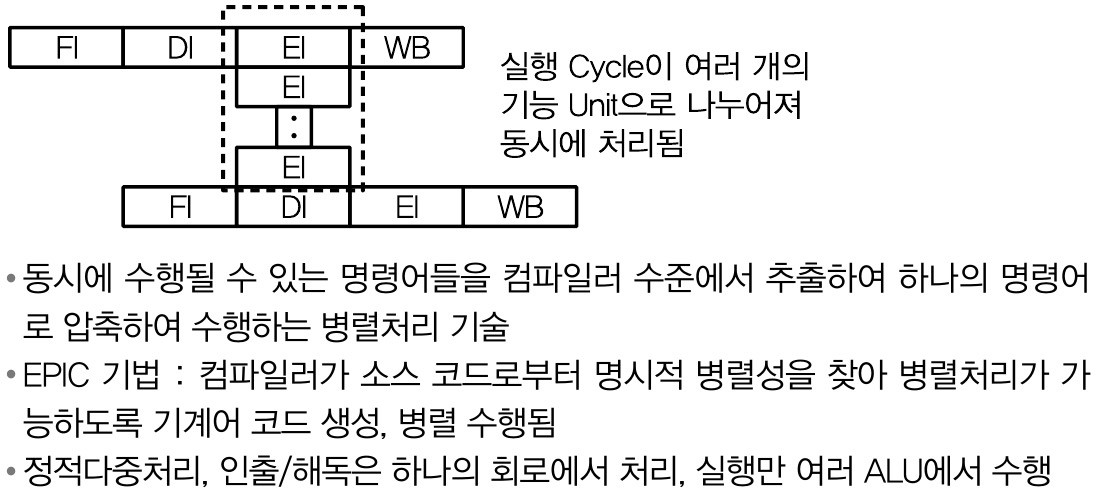 FI DI EI WB
EI
:
EI
FI DI EI WB
실행 Cycle이 여러 개의
기능 Unit으로 나누어져
동시에 처리됨
• 동시에 수행될 수 있는 명령어들을 컴파일러 수준에서 추출하여 하나의 명령어
로 압축하여 수행하는 병렬처리 기술
• EPIC 기법 : 컴파일러가 소스 코드로부터 명시적 병렬성을 찾아 병렬처리가 가
능하도록 기계어 코드 생성, 병렬 수행됨
• 정적다중처리, 인출/해독은 하나의 회로에서 처리, 실행만 여러 ALU에서 수행